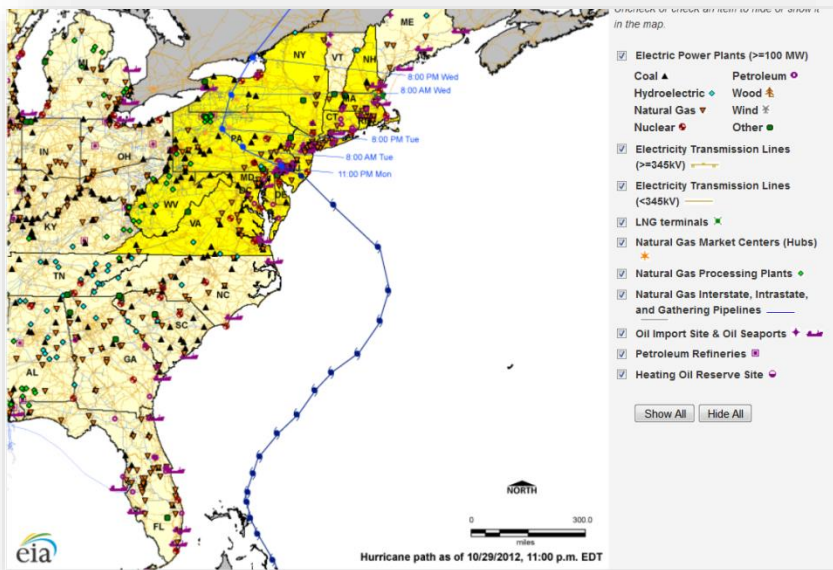 Uncheck or check an item to hide or show it
in the map.
Electric Power Plants (>=100 MW)
Coal
Petroleum
Hydroelectric
Wood
Natural Gas
Wind
Nuclear
Other
Electricity Transmission Lines
(>=345kV)
Electricity Transmission Lines
(<345kV)
LNG terminals
Natural Gas Market Centers (Hubs)
Natural Gas Processing Plants
Natural Gas Interstate, Intrastate,
and Gathering Pipelines
Oil Import Site & Oil Seaports
Petroleum Refineries
Heating Oil Reserve Site
Show All
Hide All
ME
NY
VT
NH
MI
8:00 PM Wed
8:00 AM Wed
MA
CT
8:00 PM Tue
PA
8:00 AM Tue
IN
OH
11:00 PM Mon
MD
DC
DE
WV
VA
KY
TN
NC
SC
GA
AL
FL
NORTH
0
300.0
miles
eia
Hurricane path as of 10/29/2012, 11:00 p.m. EDT